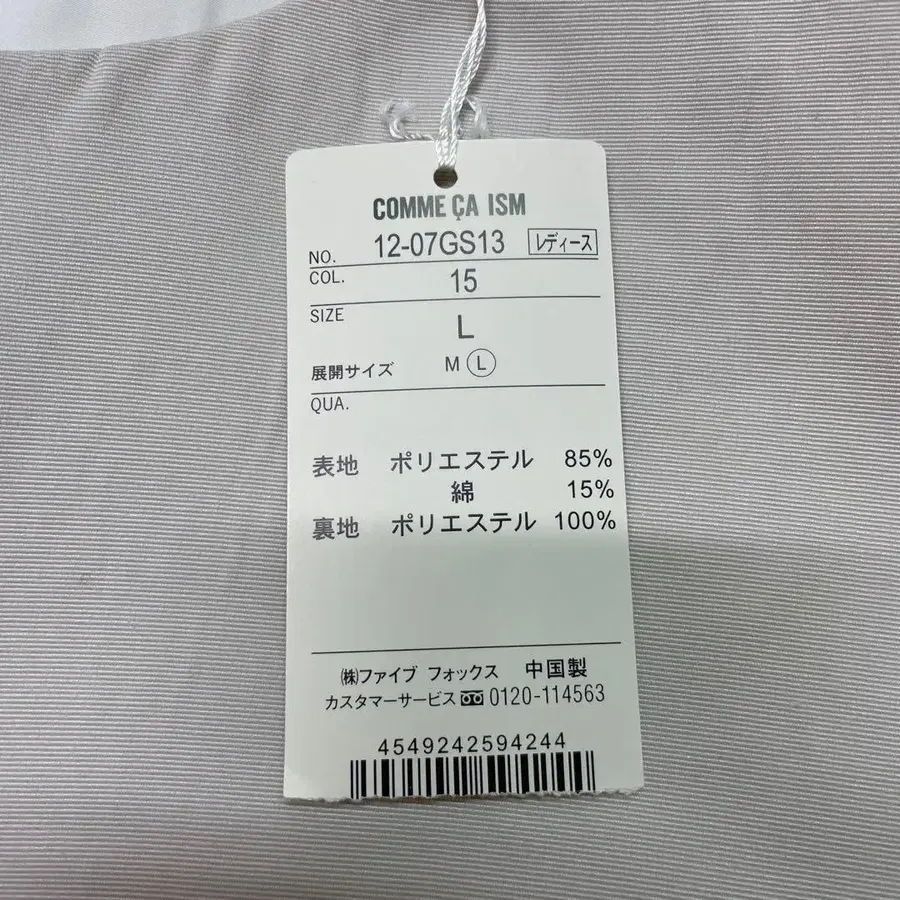 COMME ÇA ISM
NO. 12-07GS13 レディース
COL. 15
SIZE L
展開サイズ M L
QUA.
表地 ポリエステル 85%
綿 15%
裏地 ポリエステル 100%
㈱ファイブ フォックス 中国製
カスタマーサービス 0120-114563
4549242594244